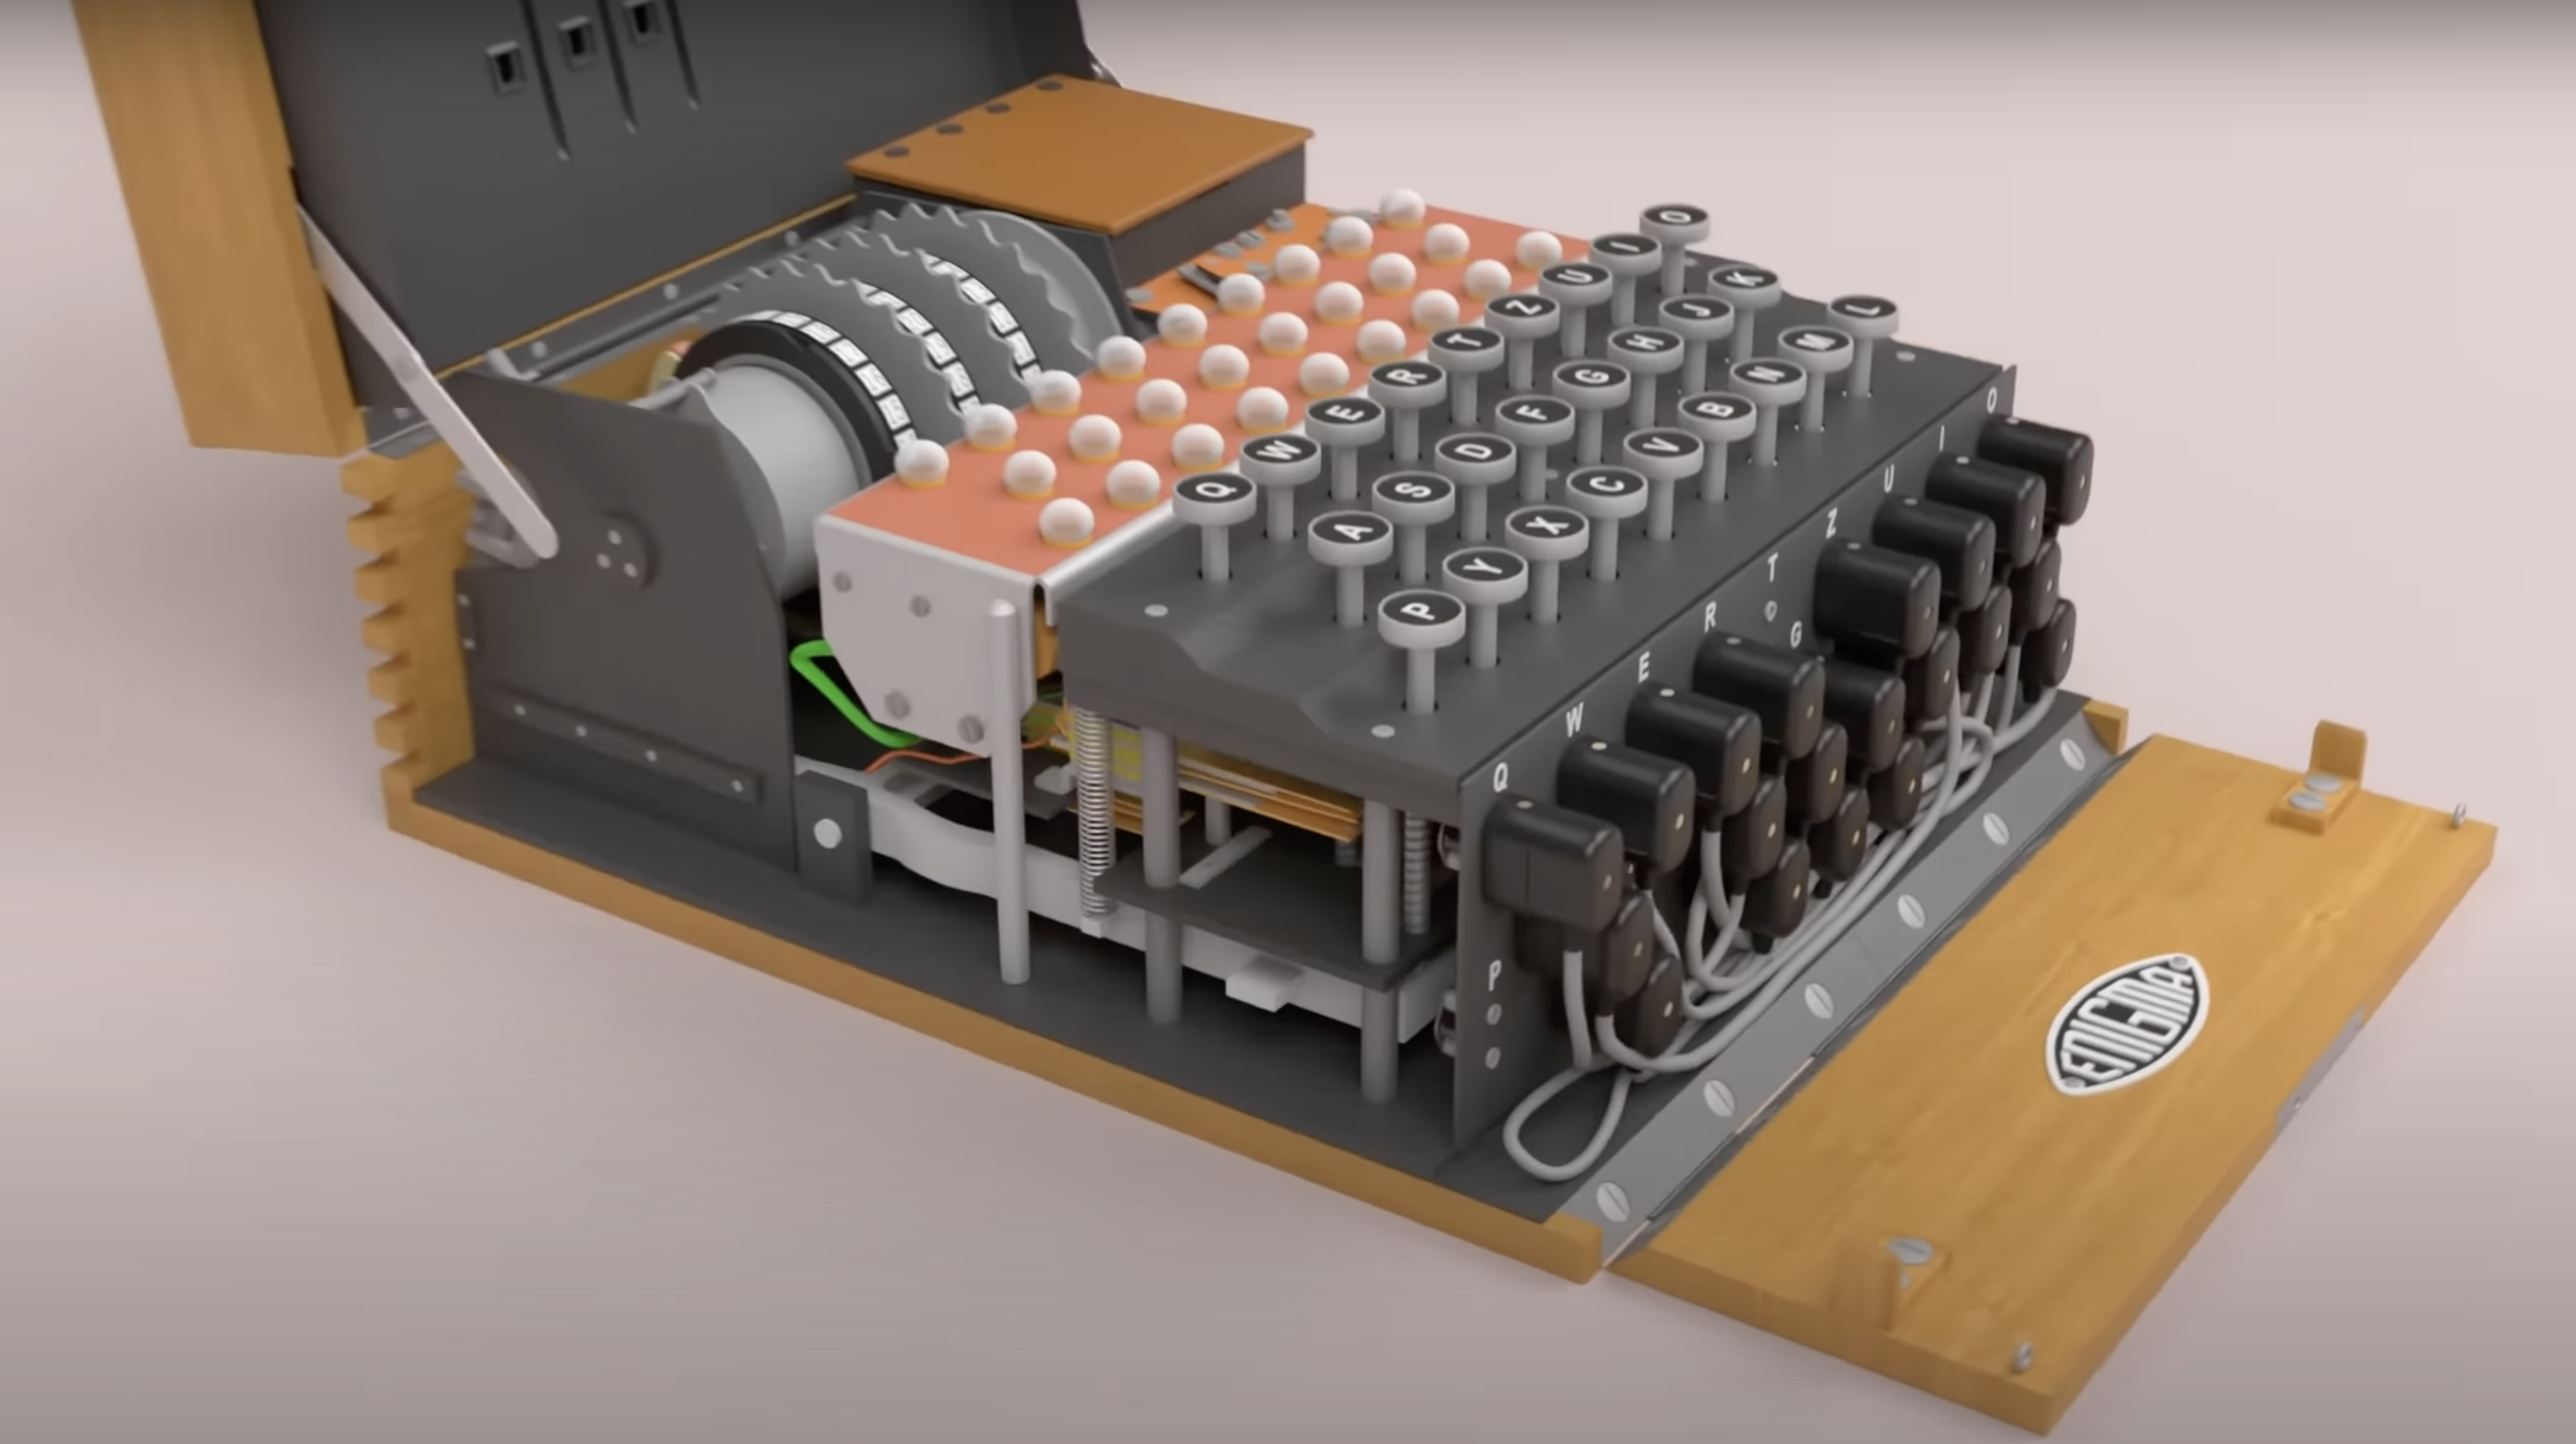 Q W E R T Z U I O
A S D F G H J K
P Y X C V B N M L
Q W E R T Z U I O
G
P
ENIGMA